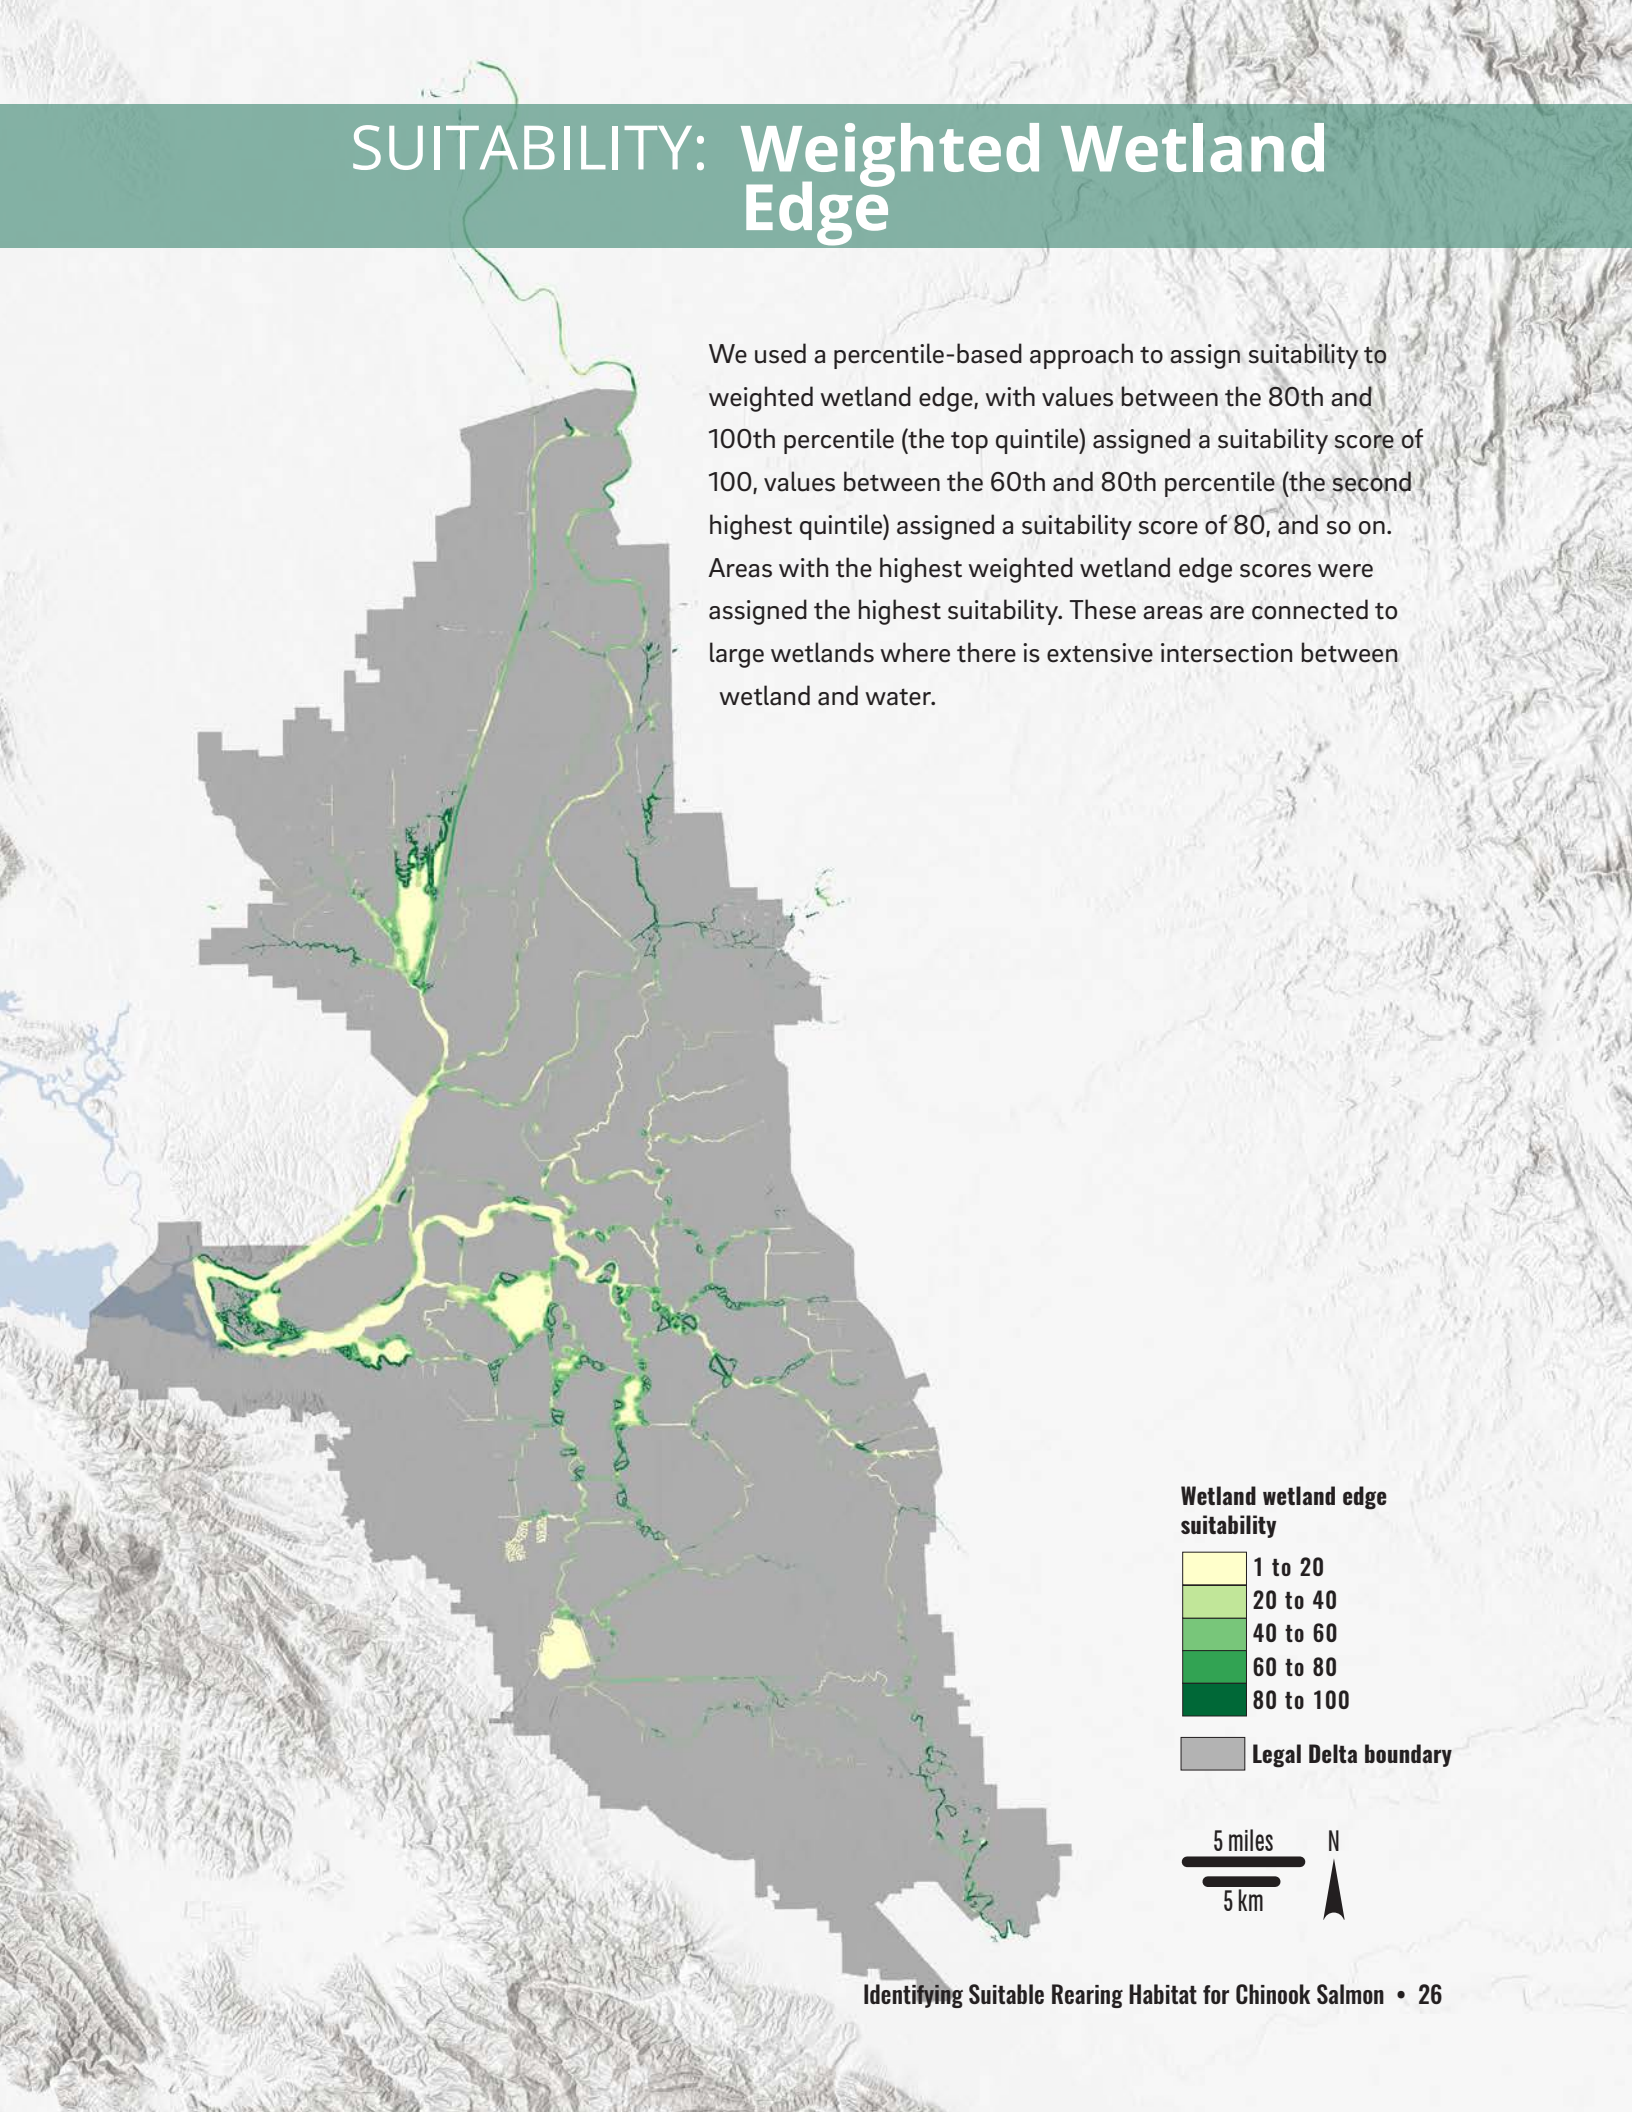 SUITABILITY: Weighted Wetland
Edge
We used a percentile-based approach to assign suitability to
weighted wetland edge, with values between the 80th and
100th percentile (the top quintile) assigned a suitability score of
100, values between the 60th and 80th percentile (the second
highest quintile) assigned a suitability score of 80, and so on.
Areas with the highest weighted wetland edge scores were
assigned the highest suitability. These areas are connected to
large wetlands where there is extensive intersection between
wetland and water.
Wetland wetland edge
suitability
1 to 20
20 to 40
40 to 60
60 to 80
80 to 100
Legal Delta boundary
5 miles N
5 km
Identifying Suitable Rearing Habitat for Chinook Salmon • 26